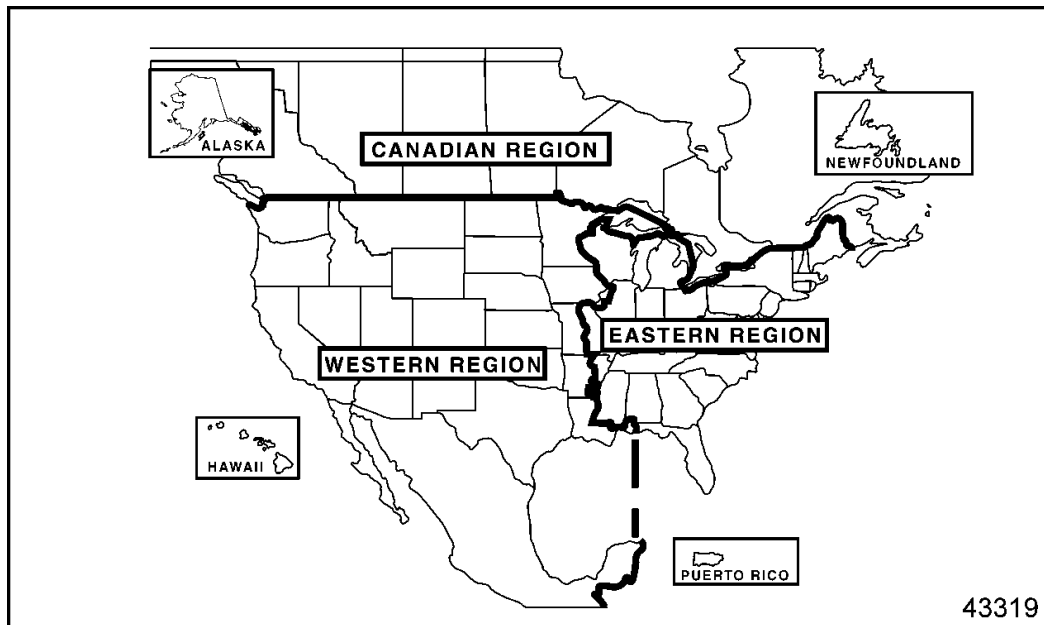 ALASKA
CANADIAN REGION
NEWFOUNDLAND
EASTERN REGION
WESTERN REGION
HAWAII
PUERTO RICO
43319